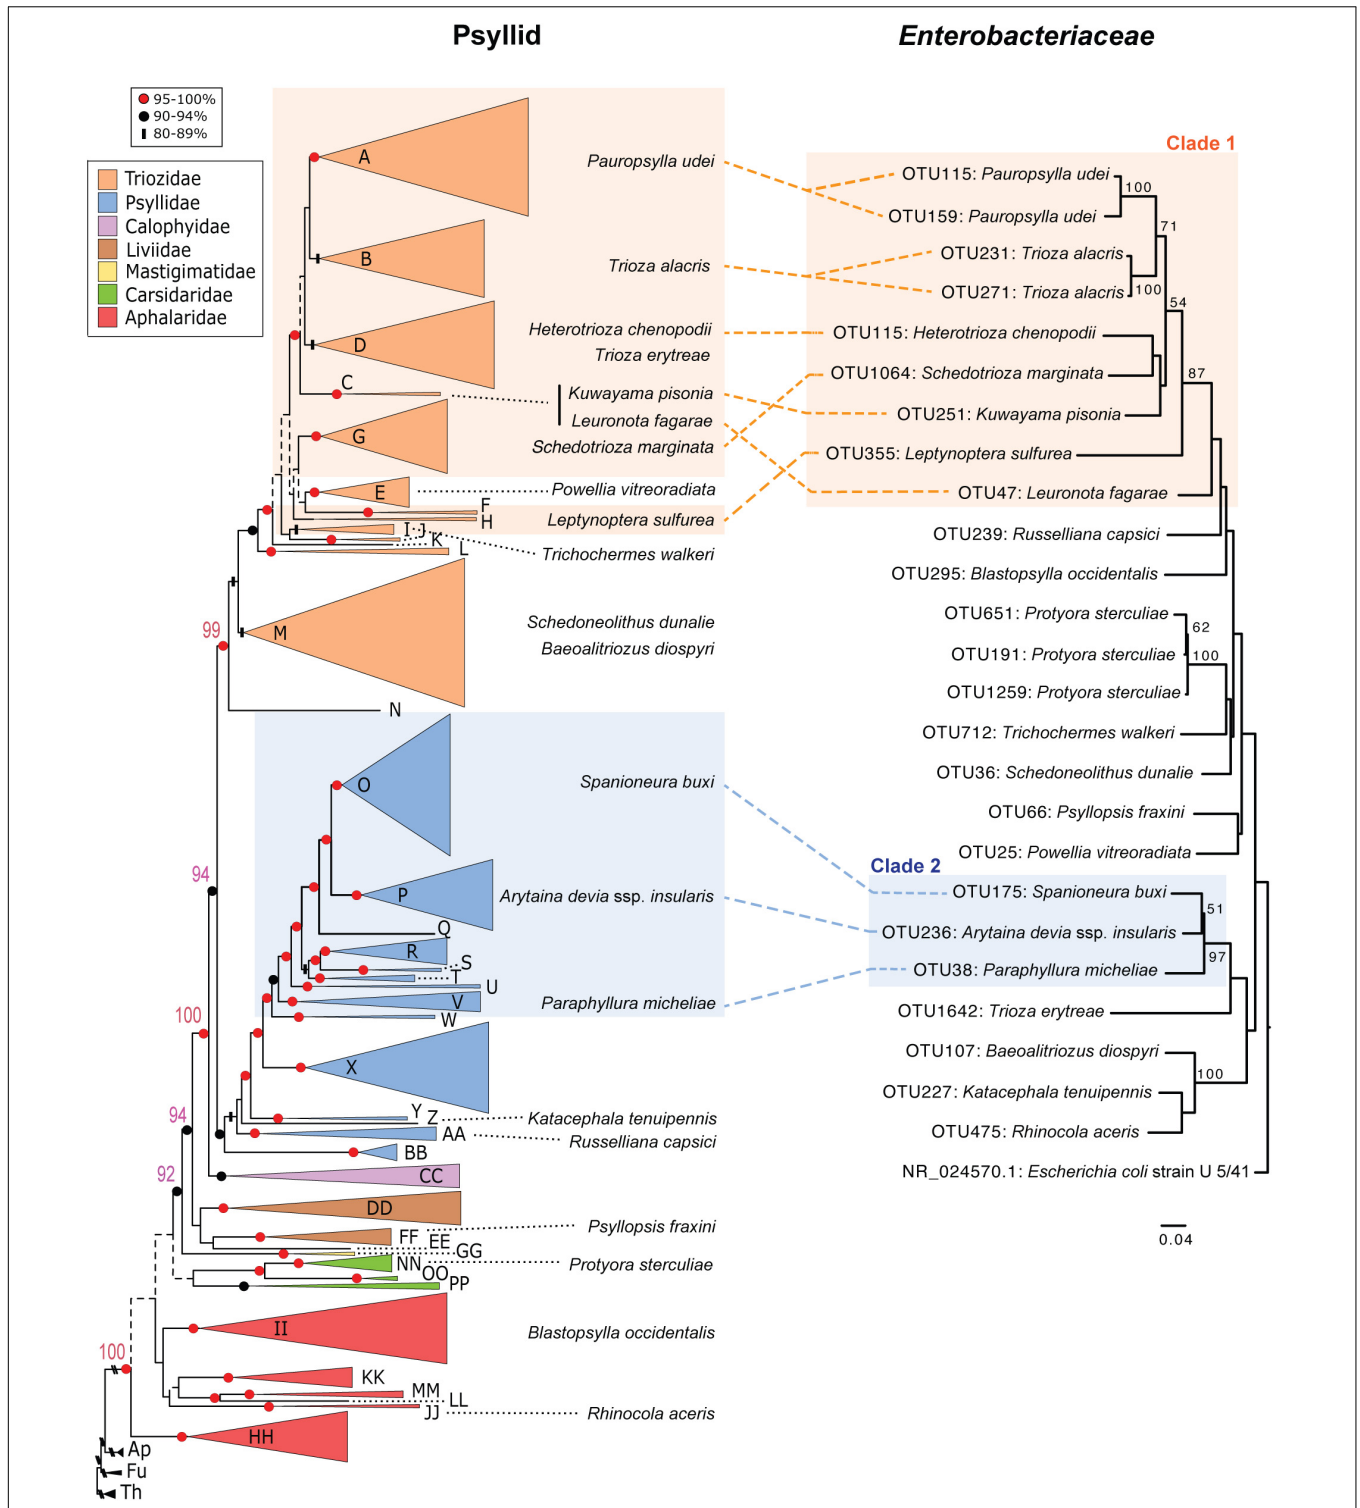 Psyllid
Enterobacteriaceae
95-100%
90-94%
80-89%
Triozidae
Psyllidae
Calophyidae
Liviidae
Mastigimatidae
Carsidaridae
Aphalaridae
A
B
D
C
G
E
F
H
I
J
K
L
M
N
O
P
Q
R
S
T
U
V
W
X
Y
Z
AA
BB
CC
DD
FF
EE
GG
NN
OO
PP
II
KK
MM
LL
JJ
HH
Ap
Fu
Th
99
94
100
94
92
100
Pauropsylla udei
Trioza alacris
Heterotrioza chenopodii
Trioza erytreae
Kuwayama pisonia
Leuronota fagarae
Schedotrioza marginata
Powellia vitreoradiata
Leptynoptera sulfurea
Trichochermes walkeri
Schedoneolithus dunalie
Baeoalitriozus diospyri
Spanioneura buxi
Arytaina devia ssp. insularis
Paraphyllura micheliae
Katacephala tenuipennis
Russelliana capsici
Psyllopsis fraxini
Protyora sterculiae
Blastopsylla occidentalis
Rhinocola aceris
Clade 1
OTU115: Pauropsylla udei
OTU159: Pauropsylla udei
OTU231: Trioza alacris
OTU271: Trioza alacris
OTU115: Heterotrioza chenopodii
OTU1064: Schedotrioza marginata
OTU251: Kuwayama pisonia
OTU355: Leptynoptera sulfurea
OTU47: Leuronota fagarae
OTU239: Russelliana capsici
OTU295: Blastopsylla occidentalis
OTU651: Protyora sterculiae
OTU191: Protyora sterculiae
OTU1259: Protyora sterculiae
OTU712: Trichochermes walkeri
OTU36: Schedoneolithus dunalie
OTU66: Psyllopsis fraxini
OTU25: Powellia vitreoradiata
Clade 2
OTU175: Spanioneura buxi
OTU236: Arytaina devia ssp. insularis
OTU38: Paraphyllura micheliae
OTU1642: Trioza erytreae
OTU107: Baeoalitriozus diospyri
OTU227: Katacephala tenuipennis
OTU475: Rhinocola aceris
NR_024570.1: Escherichia coli strain U 5/41
100
71
100
54
87
62
100
51
97
100
0.04